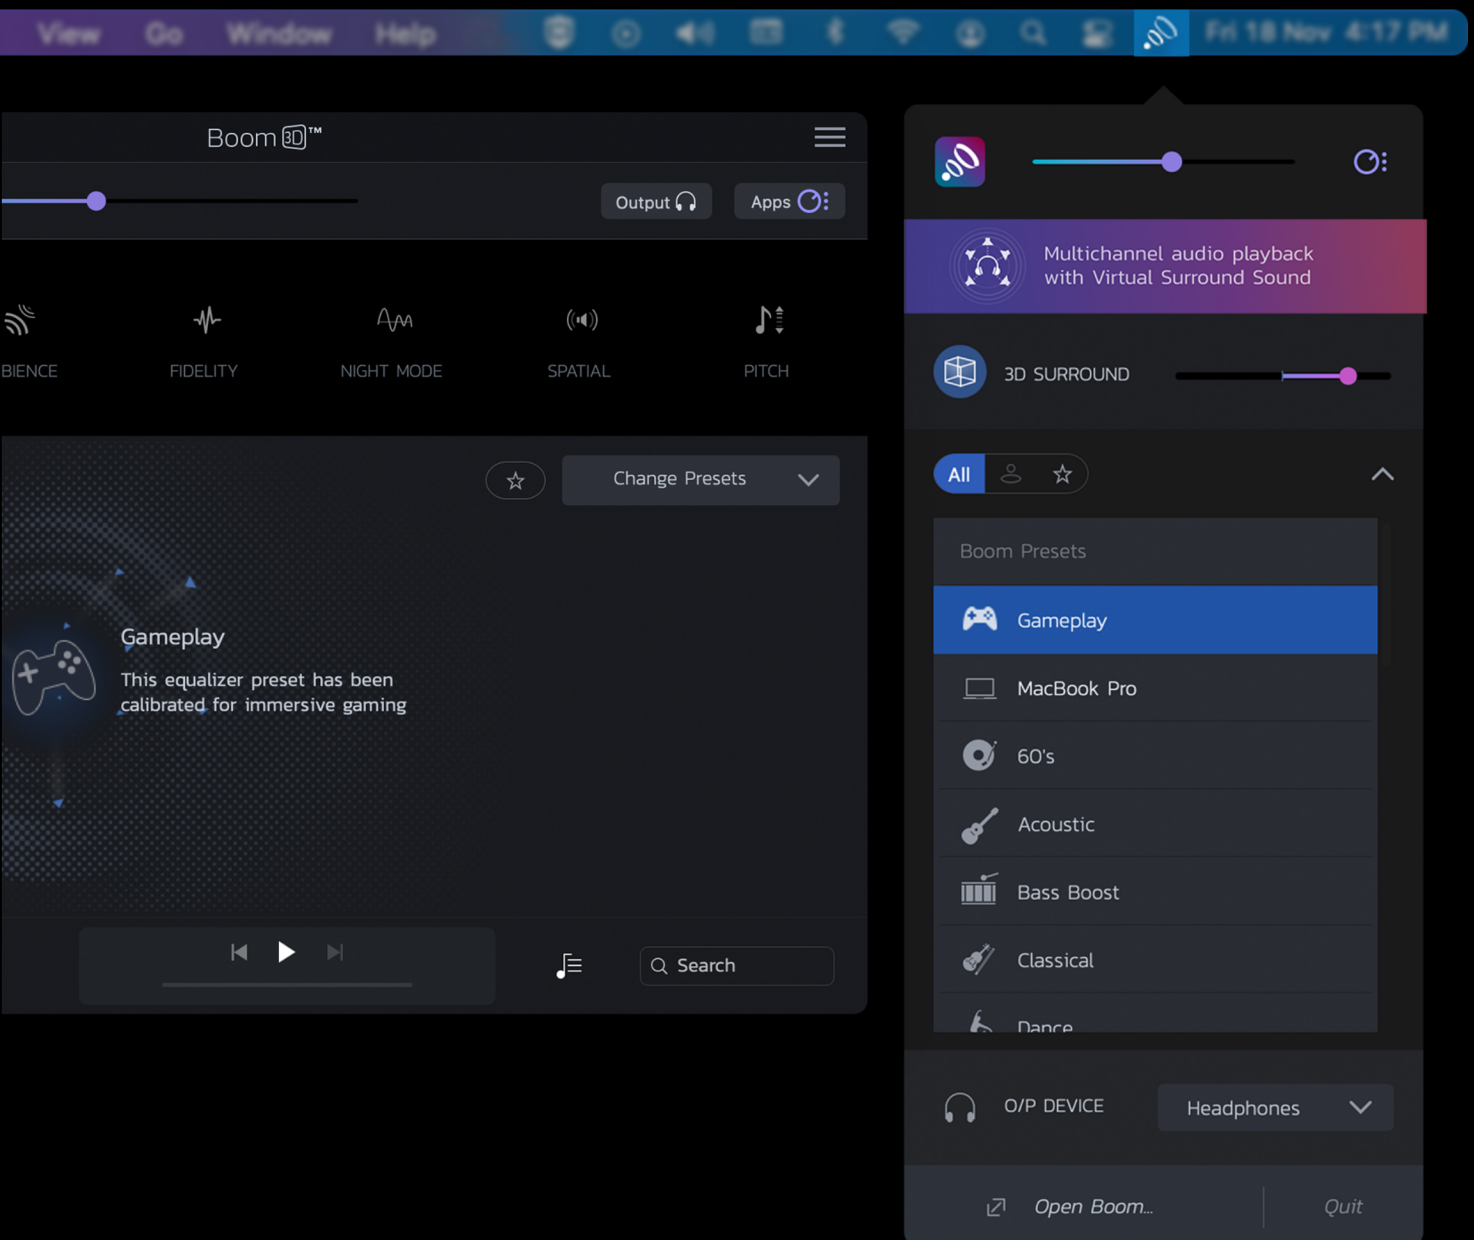 View Go Window Help Fri 18 Nov 4:17 PM
Boom 3D™
Output
Apps
BIENCE
FIDELITY
NIGHT MODE
SPATIAL
PITCH
Change Presets
Gameplay
This equalizer preset has been
calibrated for immersive gaming
Search
Multichannel audio playback
with Virtual Surround Sound
3D SURROUND
All
Boom Presets
Gameplay
MacBook Pro
60's
Acoustic
Bass Boost
Classical
Dance
O/P DEVICE
Headphones
Open Boom...
Quit